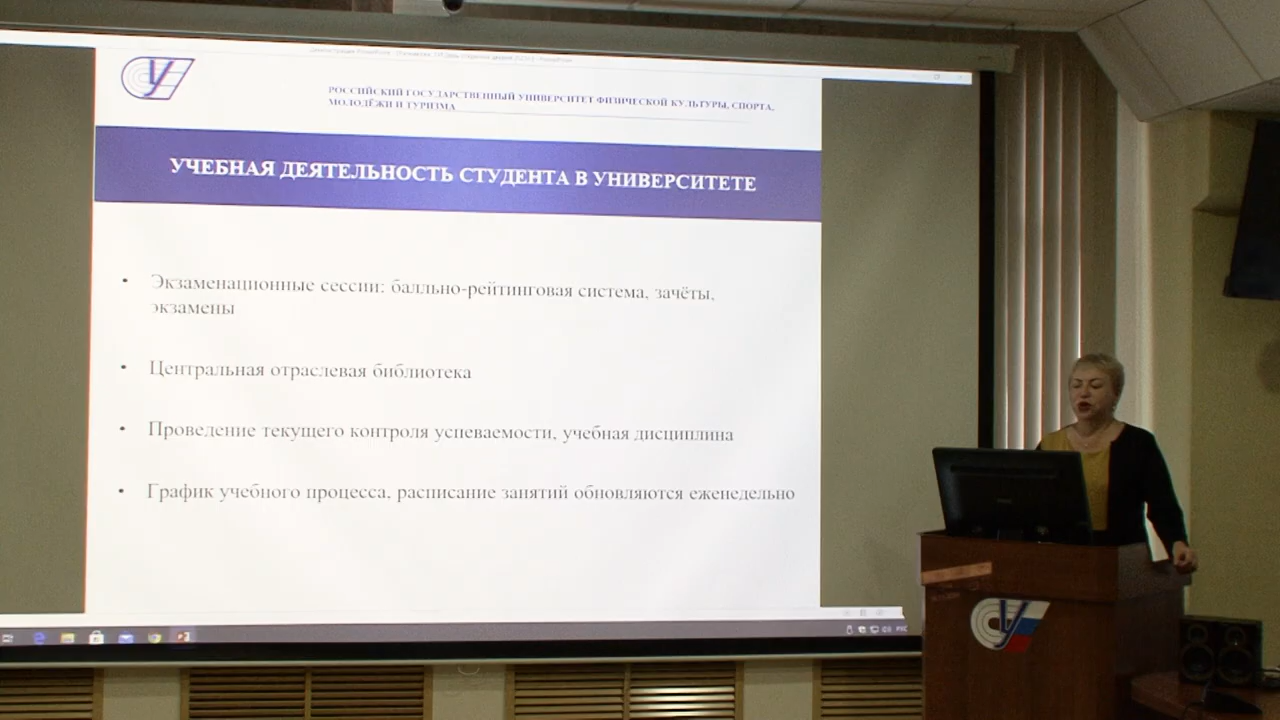 РОССИЙСКИЙ ГОСУДАРСТВЕННЫЙ УНИВЕРСИТЕТ ФИЗИЧЕСКОЙ КУЛЬТУРЫ, СПОРТА,
МОЛОДЁЖИ И ТУРИЗМА
УЧЕБНАЯ ДЕЯТЕЛЬНОСТЬ СТУДЕНТА В УНИВЕРСИТЕТЕ
• Экзаменационные сессии: балльно-рейтинговая система, зачёты,
экзамены
• Центральная отраслевая библиотека
• Проведение текущего контроля успеваемости, учебная дисциплина
• График учебного процесса, расписание занятий обновляются еженедельно
РУС